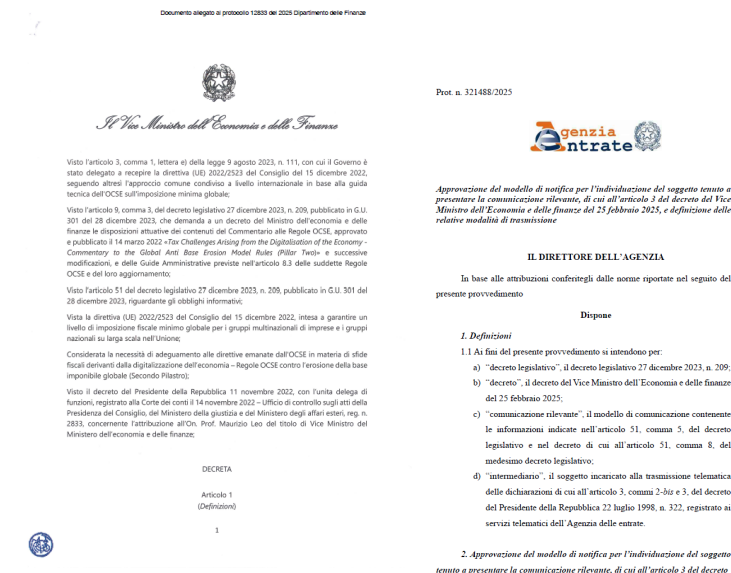 Documento allegato al protocollo 12833 del 2025 Dipartimento delle Finanze
Il Vice Ministro dell'Economia e delle Finanze
Visto l'articolo 3, comma 1, lettera e) della legge 9 agosto 2023, n. 111, con cui il Governo è
stato delegato a recepire la direttiva (UE) 2022/2523 del Consiglio del 15 dicembre 2022,
seguendo altresì l'approccio comune condiviso a livello internazionale in base alla guida
tecnica dell'OCSE sull'imposizione minima globale;
Visto l'articolo 9, comma 3, del decreto legislativo 27 dicembre 2023, n. 209, pubblicato in G.U.
301 del 28 dicembre 2023, che demanda a un decreto del Ministro dell'economia e delle
finanze le disposizioni attuative dei contenuti del Commentario alle Regole OCSE, approvato
e pubblicato il 14 marzo 2022 «Tax Challenges Arising from the Digitalisation of the Economy -
Commentary to the Global Anti Base Erosion Model Rules (Pillar Two)» e successive
modificazioni, e delle Guide Amministrative previste nell'articolo 8.3 delle suddette Regole
OCSE e del loro aggiornamento;
Visto l'articolo 51 del decreto legislativo 27 dicembre 2023, n. 209, pubblicato in G.U. 301 del
28 dicembre 2023, riguardante gli obblighi informativi;
Vista la direttiva (UE) 2022/2523 del Consiglio del 15 dicembre 2022, intesa a garantire un
livello di imposizione fiscale minimo globale per i gruppi multinazionali di imprese e i gruppi
nazionali su larga scala nell'Unione;
Considerata la necessità di adeguamento alle direttive emanate dall'OCSE in materia di sfide
fiscali derivanti dalla digitalizzazione dell'economia – Regole OCSE contro l'erosione della base
imponibile globale (Secondo Pilastro);
Visto il decreto del Presidente della Repubblica 11 novembre 2022, con l'unita delega di
funzioni, registrato alla Corte dei conti il 14 novembre 2022 – Ufficio di controllo sugli atti della
Presidenza del Consiglio, del Ministero della giustizia e del Ministero degli affari esteri, reg. n.
2833, concernente l'attribuzione all'On. Prof. Maurizio Leo del titolo di Vice Ministro del
Ministero dell'economia e delle finanze;
DECRETA
Articolo 1
(Definizioni)
1
Prot. n. 321488/2025
Agenzia
Entrate
Approvazione del modello di notifica per l'individuazione del soggetto tenuto a
presentare la comunicazione rilevante, di cui all'articolo 3 del decreto del Vice
Ministro dell'Economia e delle finanze del 25 febbraio 2025, e definizione delle
relative modalità di trasmissione
IL DIRETTORE DELL'AGENZIA
In base alle attribuzioni conferitegli dalle norme riportate nel seguito del
presente provvedimento
Dispone
1. Definizioni
1.1 Ai fini del presente provvedimento si intendono per:
a) "decreto legislativo", il decreto legislativo 27 dicembre 2023, n. 209;
b) "decreto", il decreto del Vice Ministro dell'Economia e delle finanze
del 25 febbraio 2025;
c) "comunicazione rilevante", il modello di comunicazione contenente
le informazioni indicate nell'articolo 51, comma 5, del decreto
legislativo e nel decreto di cui all'articolo 51, comma 8, del
medesimo decreto legislativo;
d) "intermediario", il soggetto incaricato alla trasmissione telematica
delle dichiarazioni di cui all'articolo 3, commi 2-bis e 3, del decreto
del Presidente della Repubblica 22 luglio 1998, n. 322, registrato ai
servizi telematici dell'Agenzia delle entrate.
2. Approvazione del modello di notifica per l'individuazione del soggetto
tenuto a presentare la comunicazione rilevante, di cui all'articolo 3 del decreto